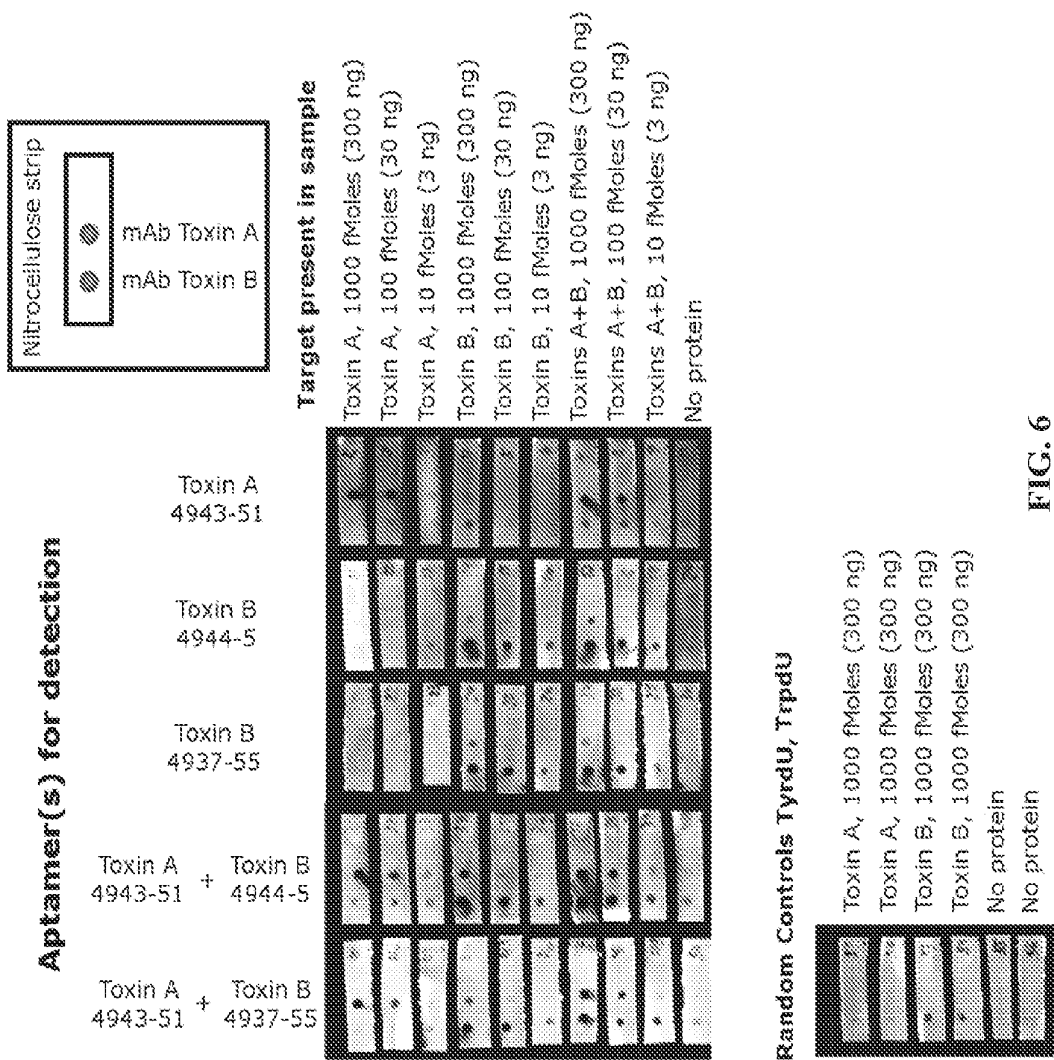 Aptamer(s) for detection
Toxin A
4943-51
+
Toxin B
4937-55
Toxin A
4943-51
+
Toxin B
4944-5
Toxin B
4937-55
Toxin B
4944-5
Toxin A
4943-51
Nitrocellulose strip
mAb Toxin B
mAb Toxin A
Target present in sample
Toxin A, 1000 fMoles (300 ng)
Toxin A, 100 fMoles (30 ng)
Toxin A, 10 fMoles (3 ng)
Toxin B, 1000 fMoles (300 ng)
Toxin B, 100 fMoles (30 ng)
Toxin B, 10 fMoles (3 ng)
Toxins A+B, 1000 fMoles (300 ng)
Toxins A+B, 100 fMoles (30 ng)
Toxins A+B, 10 fMoles (3 ng)
No protein
Random Controls TyrdU, TrpdU
Toxin A, 1000 fMoles (300 ng)
Toxin A, 1000 fMoles (300 ng)
Toxin B, 1000 fMoles (300 ng)
Toxin B, 1000 fMoles (300 ng)
No protein
No protein
FIG. 6